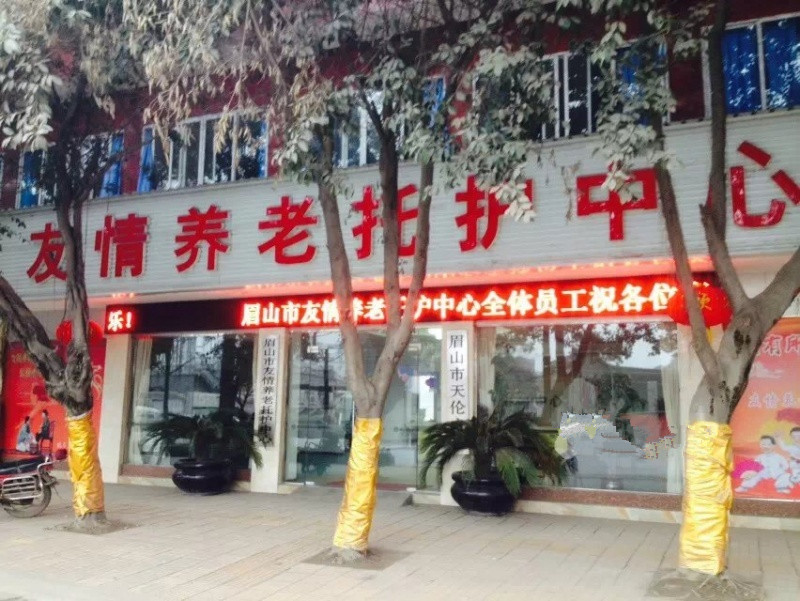 友情养老托护中心
乐！ 眉山市友情养老托护中心全体员工祝各位
眉山市友情养老托护中心
眉山市天伦